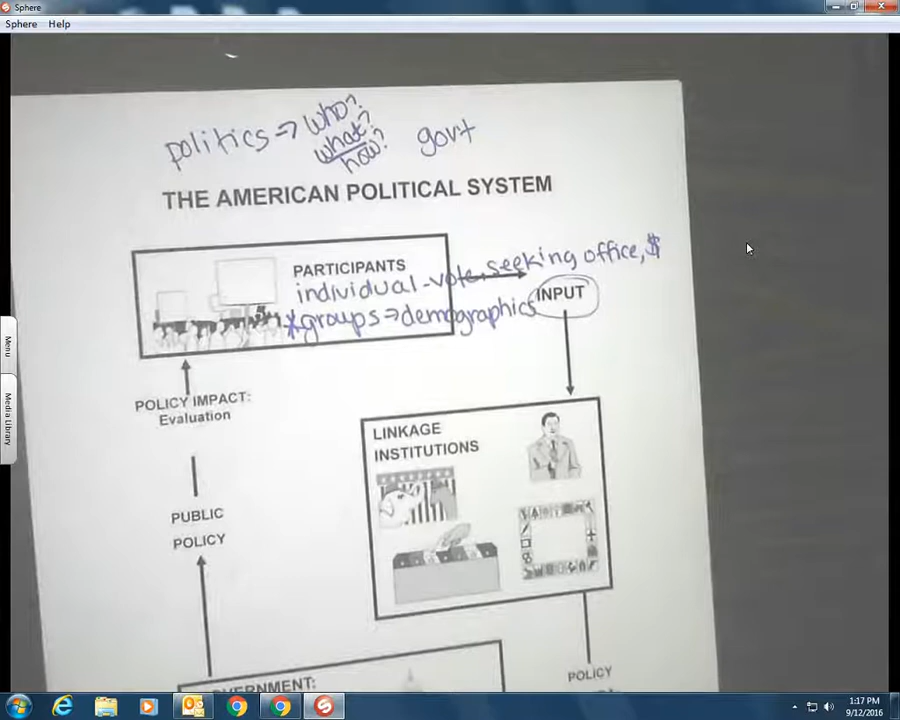 Sphere
Sphere Help
politics => who?
what?
how?
govt
THE AMERICAN POLITICAL SYSTEM
PARTICIPANTS
individual-vote, seeking office, $
*groups => demographics
INPUT
POLICY IMPACT:
Evaluation
LINKAGE
INSTITUTIONS
PUBLIC
POLICY
POLICY
Menu
Media Library
1:17 PM
9/12/2016